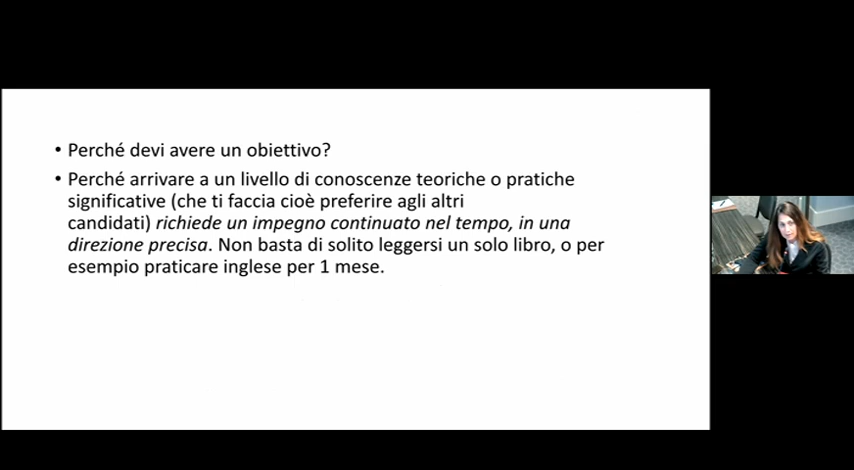 • Perché devi avere un obiettivo?
• Perché arrivare a un livello di conoscenze teoriche o pratiche
significative (che ti faccia cioè preferire agli altri
candidati) richiede un impegno continuato nel tempo, in una
direzione precisa. Non basta di solito leggersi un solo libro, o per
esempio praticare inglese per 1 mese.